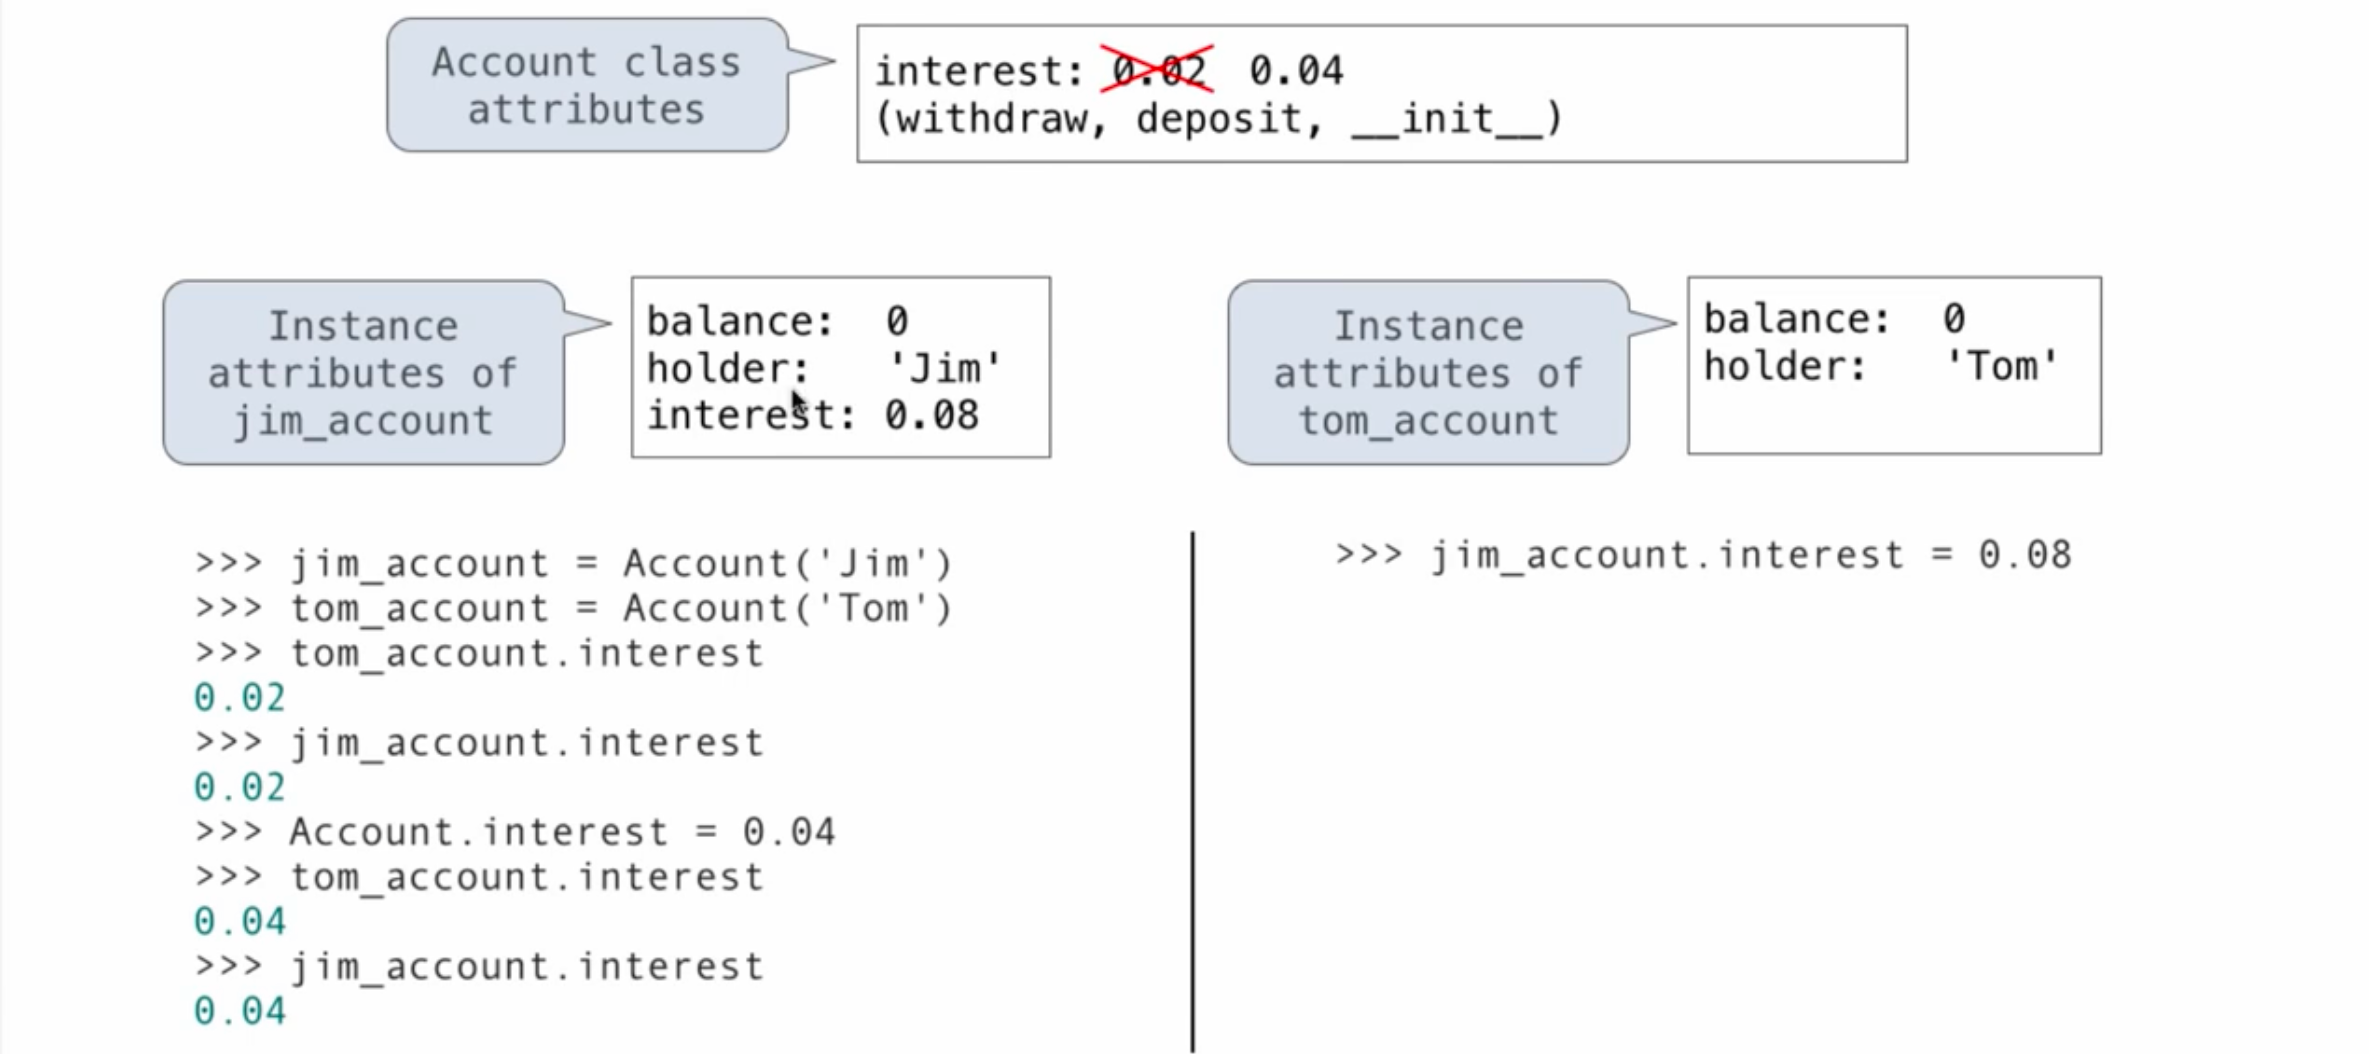 Account class
attributes
interest: 0.02 0.04
(withdraw, deposit, __init__)
Instance
attributes of
jim_account
balance: 0
holder: 'Jim'
interest: 0.08
Instance
attributes of
tom_account
balance: 0
holder: 'Tom'
>>> jim_account = Account('Jim')
>>> tom_account = Account('Tom')
>>> tom_account.interest
0.02
>>> jim_account.interest
0.02
>>> Account.interest = 0.04
>>> tom_account.interest
0.04
>>> jim_account.interest
0.04
>>> jim_account.interest = 0.08